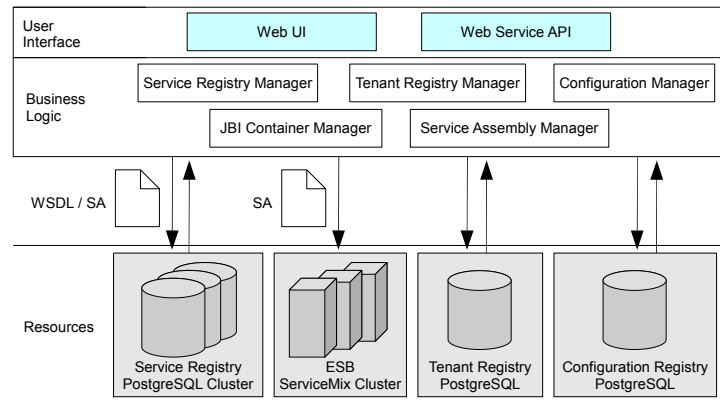 User
Interface
Web UI
Web Service API
Business
Logic
Service Registry Manager
Tenant Registry Manager
Configuration Manager
JBI Container Manager
Service Assembly Manager
WSDL / SA
SA
Resources
Service Registry
PostgreSQL Cluster
ESB
ServiceMix Cluster
Tenant Registry
PostgreSQL
Configuration Registry
PostgreSQL